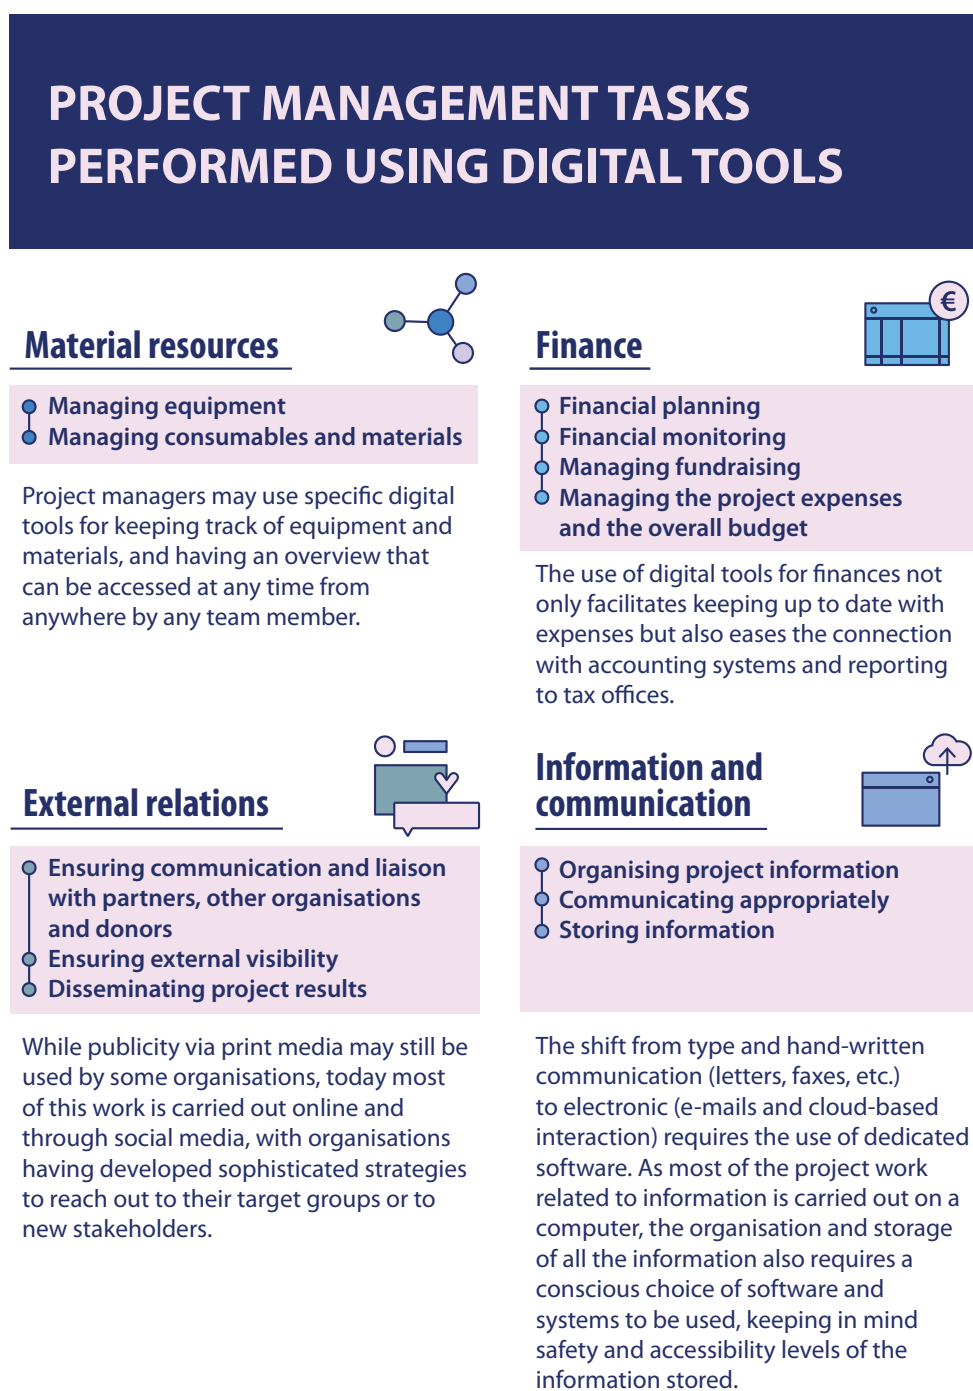 PROJECT MANAGEMENT TASKS
PERFORMED USING DIGITAL TOOLS
Material resources
Managing equipment
Managing consumables and materials
Project managers may use specific digital
tools for keeping track of equipment and
materials, and having an overview that
can be accessed at any time from
anywhere by any team member.
€
Finance
Financial planning
Financial monitoring
Managing fundraising
Managing the project expenses
and the overall budget
The use of digital tools for finances not
only facilitates keeping up to date with
expenses but also eases the connection
with accounting systems and reporting
to tax offices.
External relations
Ensuring communication and liaison
with partners, other organisations
and donors
Ensuring external visibility
Disseminating project results
While publicity via print media may still be
used by some organisations, today most
of this work is carried out online and
through social media, with organisations
having developed sophisticated strategies
to reach out to their target groups or to
new stakeholders.
Information and
communication
Organising project information
Communicating appropriately
Storing information
The shift from type and hand-written
communication (letters, faxes, etc.)
to electronic (e-mails and cloud-based
interaction) requires the use of dedicated
software. As most of the project work
related to information is carried out on a
computer, the organisation and storage
of all the information also requires a
conscious choice of software and
systems to be used, keeping in mind
safety and accessibility levels of the
information stored.